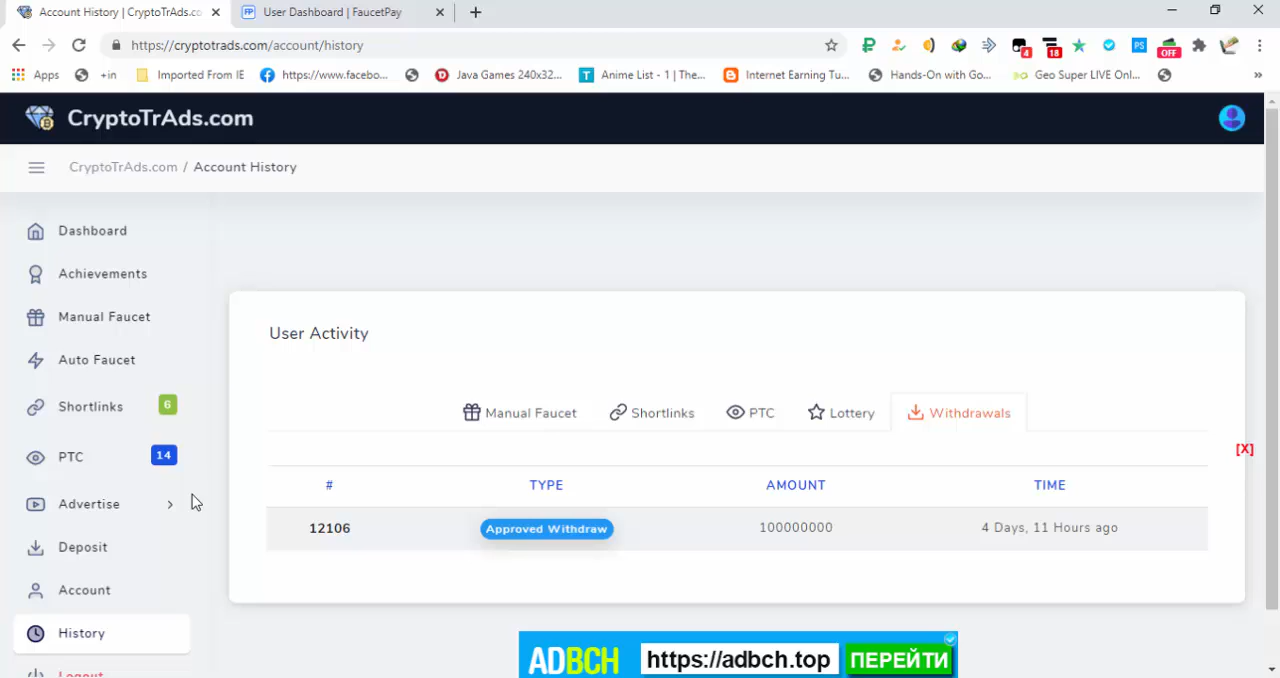 Account History | CryptoTrAds.co
User Dashboard | FaucetPay
https://cryptotrads.com/account/history
4
18
PS
OFF
Apps
+in
Imported From IE
https://www.facebo...
Java Games 240x32...
Anime List - 1 | The...
Internet Earning Tu...
Hands-On with Go...
Geo Super LIVE Onl...
»
CryptoTrAds.com
CryptoTrAds.com / Account History
Dashboard
Achievements
Manual Faucet
Auto Faucet
Shortlinks 6
PTC 14
Advertise
Deposit
Account
History
Logout
User Activity
Manual Faucet
Shortlinks
PTC
Lottery
Withdrawals
[X]
# TYPE AMOUNT TIME
12106 Approved Withdraw 100000000 4 Days, 11 Hours ago
ADBCH https://adbch.top ПЕРЕЙТИ